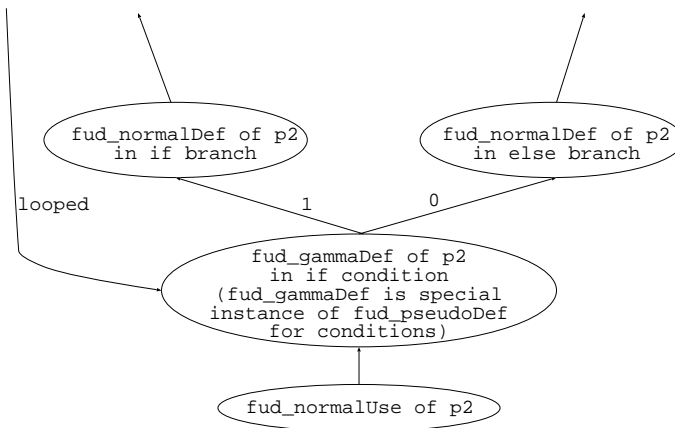 fud_normalDef of p2
in if branch
fud_normalDef of p2
in else branch
looped
1
0
fud_gammaDef of p2
in if condition
(fud_gammaDef is special
instance of fud_pseudoDef
for conditions)
fud_normalUse of p2